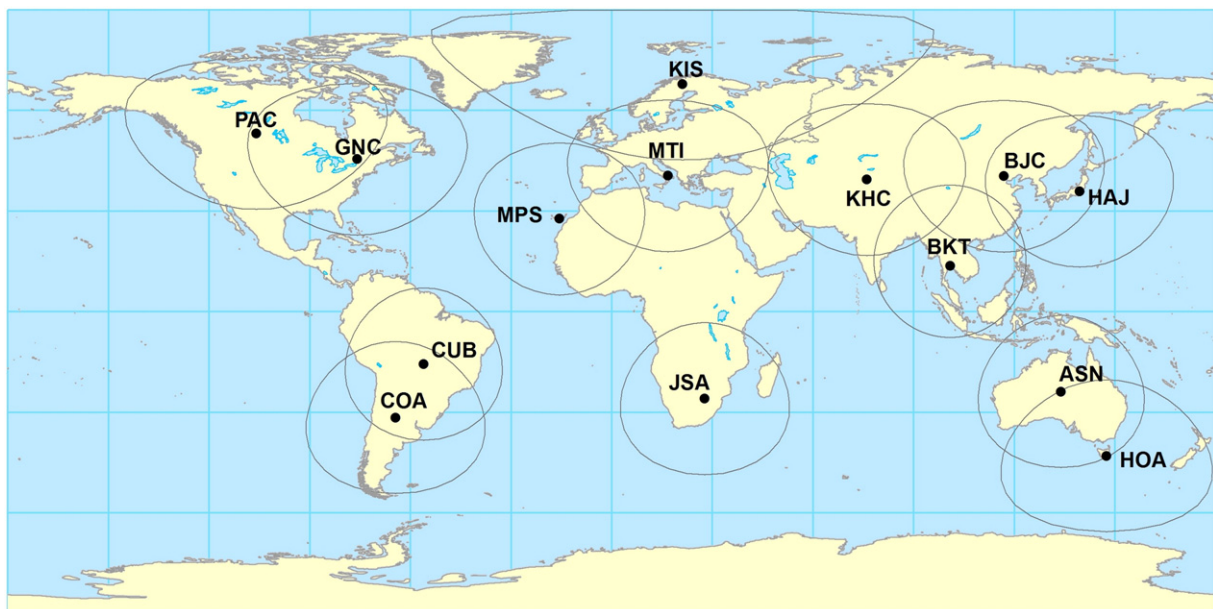 KIS
PAC
GNC
MTI
BJC
KHC
HAJ
MPS
BKT
CUB
ASN
JSA
COA
HOA